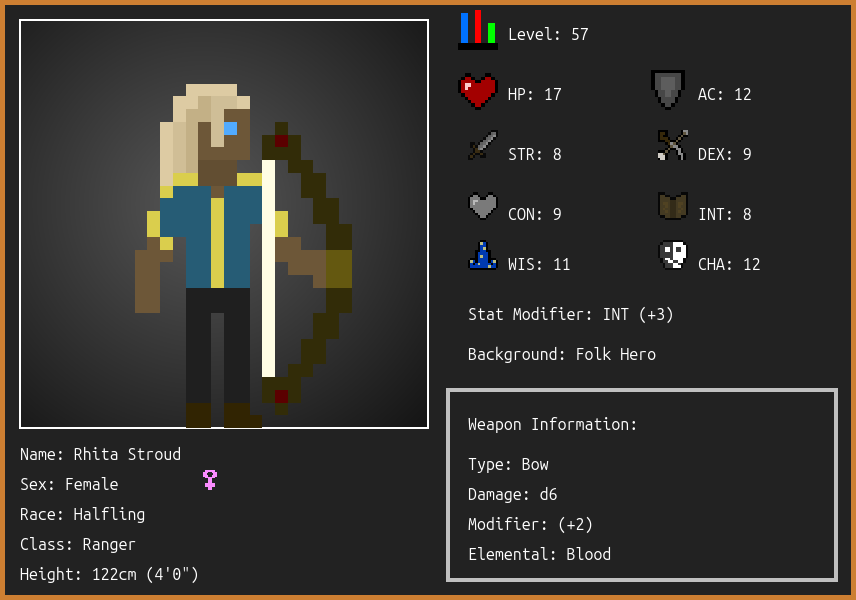 Level: 57
HP: 17
AC: 12
STR: 8
DEX: 9
CON: 9
INT: 8
WIS: 11
CHA: 12
Stat Modifier: INT (+3)
Background: Folk Hero
Weapon Information:
Type: Bow
Damage: d6
Modifier: (+2)
Elemental: Blood
Name: Rhita Stroud
Sex: Female
Race: Halfling
Class: Ranger
Height: 122cm (4'0")